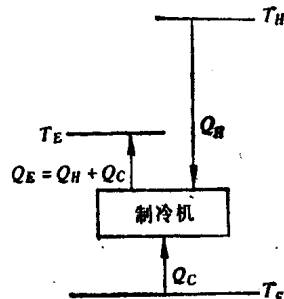 T_H
T_E
Q_H
Q_E = Q_H + Q_C
制冷机
Q_C
T_C